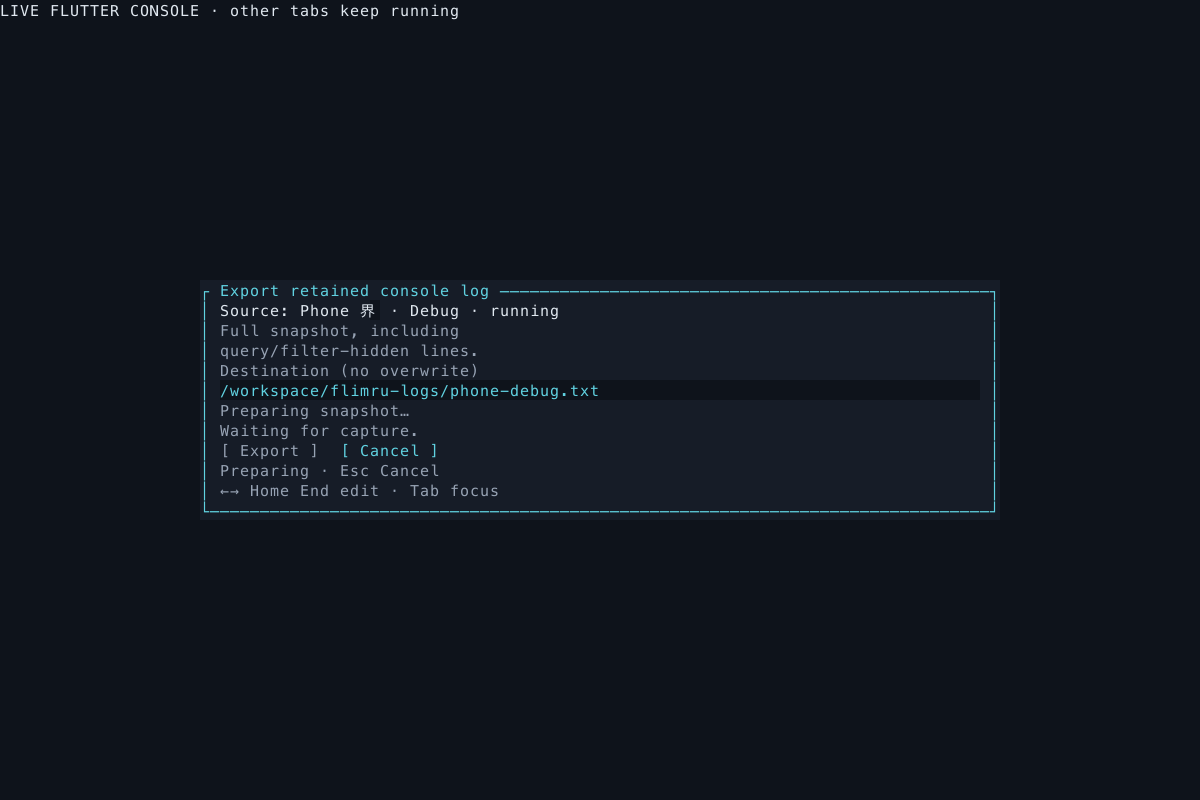 LIVE FLUTTER CONSOLE · other tabs keep running
Export retained console log
Source: Phone 界 · Debug · running
Full snapshot, including
query/filter-hidden lines.
Destination (no overwrite)
/workspace/flimru-logs/phone-debug.txt
Preparing snapshot…
Waiting for capture.
[ Export ]  [ Cancel ]
Preparing · Esc Cancel
←→ Home End edit · Tab focus